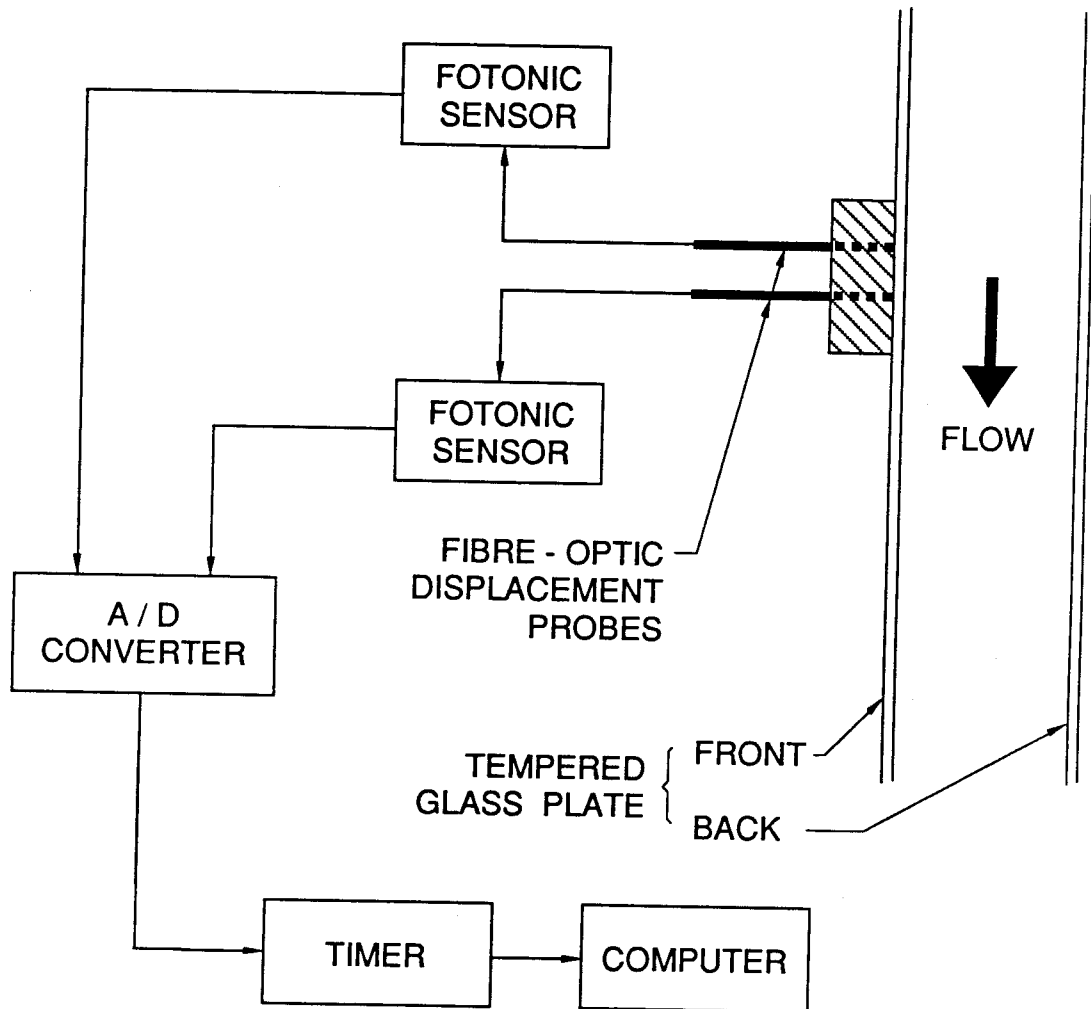 FOTONIC
SENSOR
FOTONIC
SENSOR
FLOW
FIBRE - OPTIC
DISPLACEMENT
PROBES
A / D
CONVERTER
TEMPERED
GLASS PLATE
FRONT
BACK
TIMER
COMPUTER